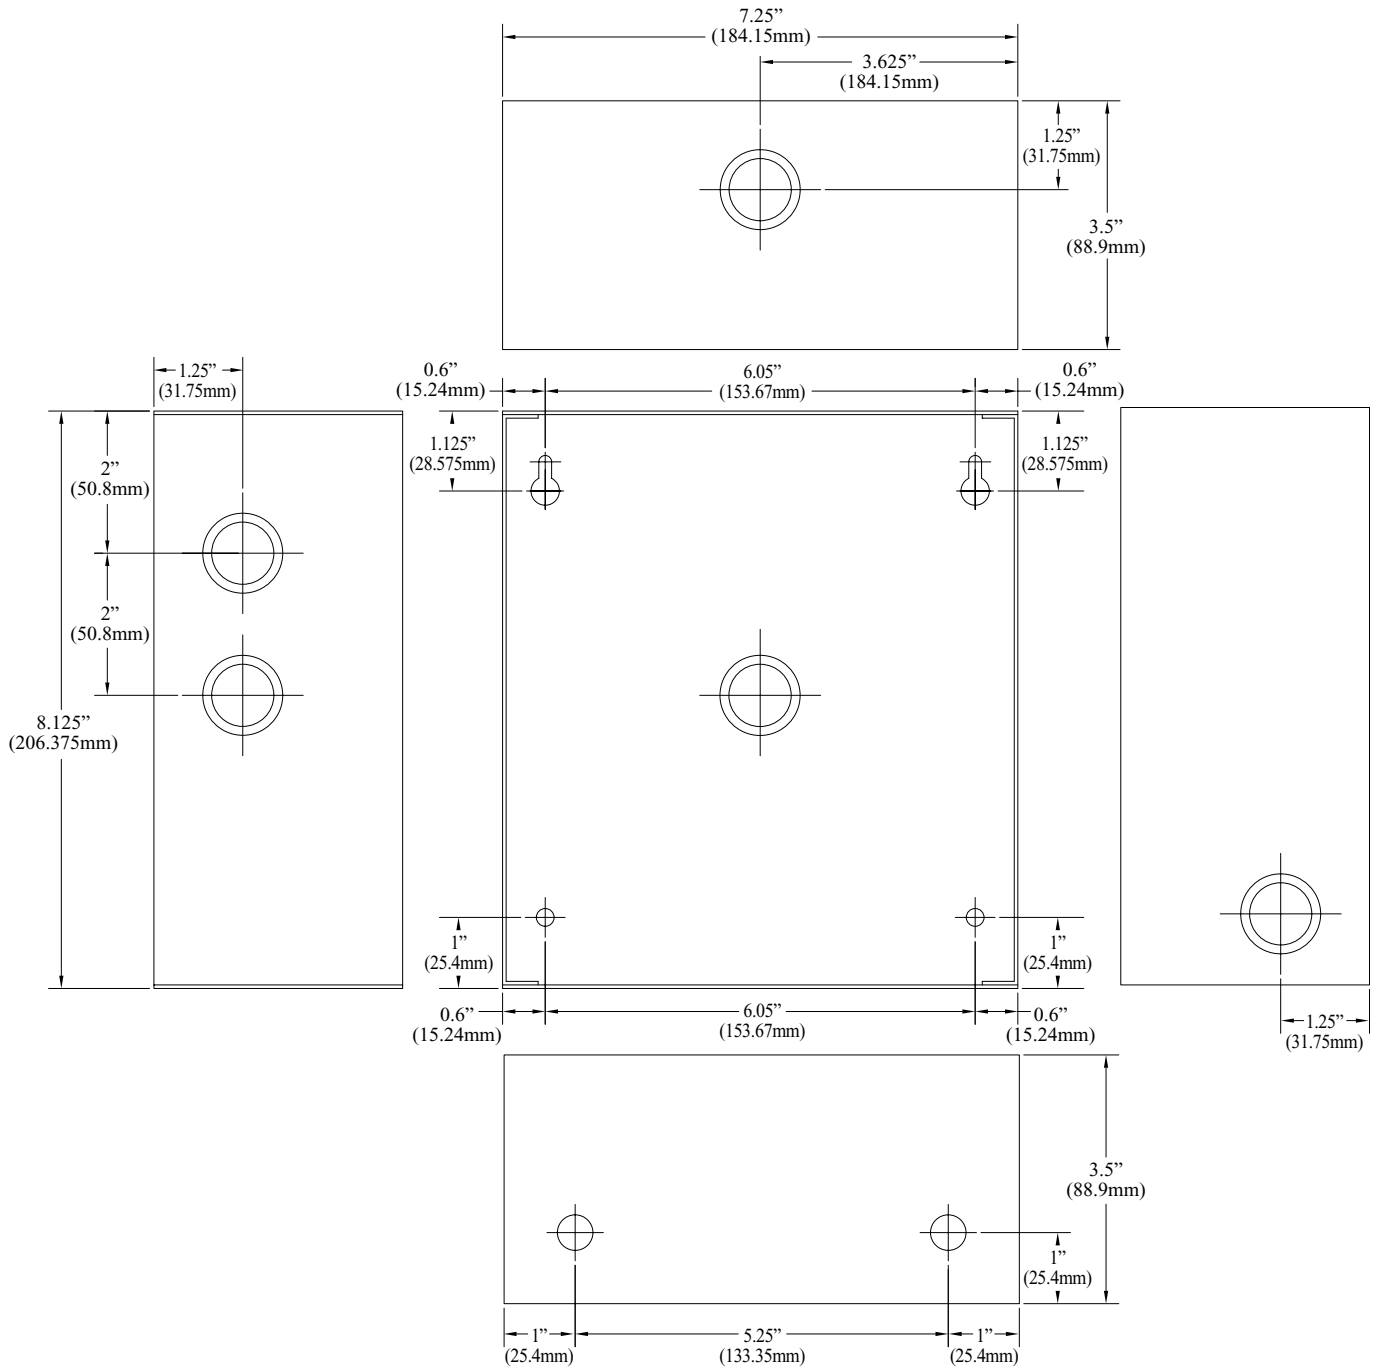 7.25”
(184.15mm)
3.625”
(184.15mm)
1.25”
(31.75mm)
3.5”
(88.9mm)
1.25”
(31.75mm)
0.6”
(15.24mm)
6.05”
(153.67mm)
0.6”
(15.24mm)
2”
(50.8mm)
1.125”
(28.575mm)
1.125”
(28.575mm)
2”
(50.8mm)
8.125”
(206.375mm)
1”
(25.4mm)
1”
(25.4mm)
0.6”
(15.24mm)
6.05”
(153.67mm)
0.6”
(15.24mm)
1.25”
(31.75mm)
3.5”
(88.9mm)
1”
(25.4mm)
1”
(25.4mm)
5.25”
(133.35mm)
1”
(25.4mm)